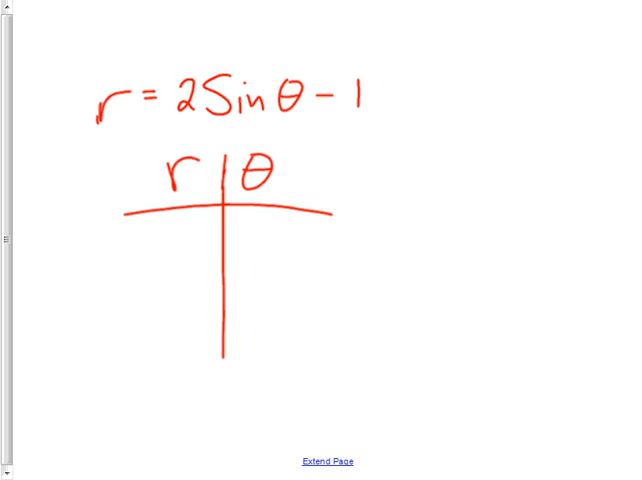 r = 2Sinθ - 1
r | θ
Extend Page